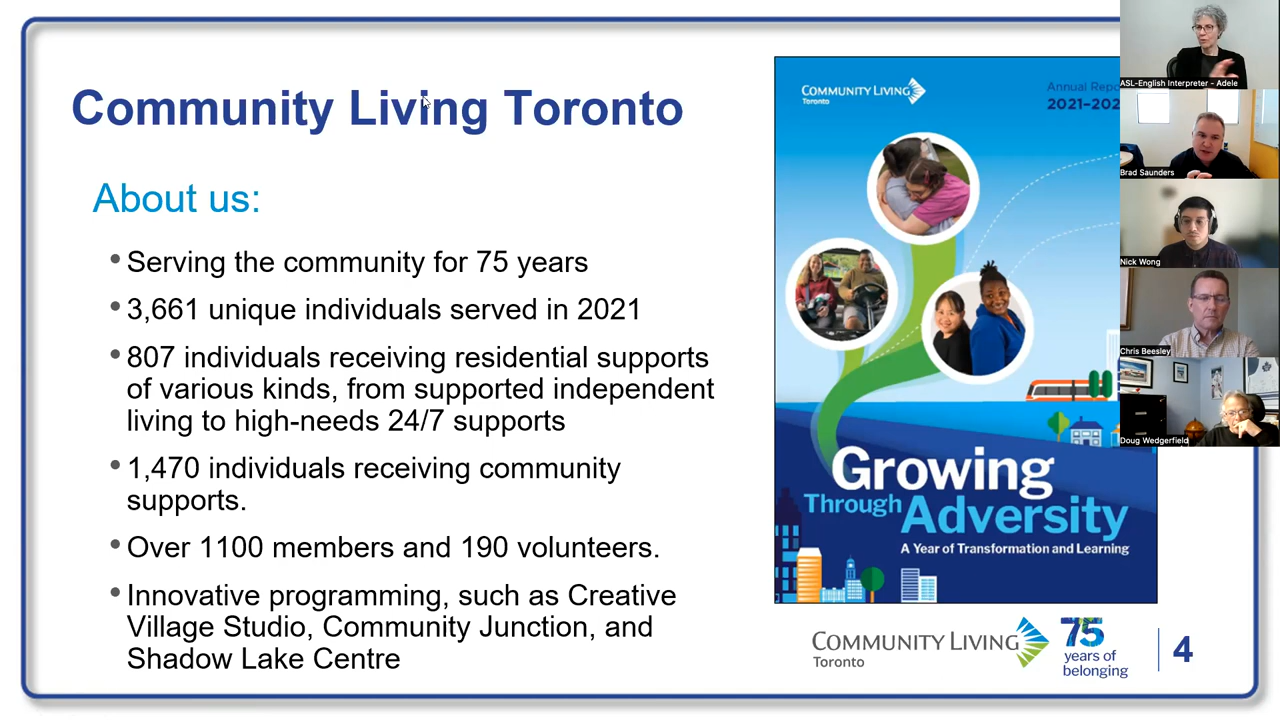 Community Living Toronto
About us:
• Serving the community for 75 years
• 3,661 unique individuals served in 2021
• 807 individuals receiving residential supports
of various kinds, from supported independent
living to high-needs 24/7 supports
• 1,470 individuals receiving community
supports.
• Over 1100 members and 190 volunteers.
• Innovative programming, such as Creative
Village Studio, Community Junction, and
Shadow Lake Centre
COMMUNITY LIVING
Toronto
Annual Repo
2021–202
Growing
Through Adversity
A Year of Transformation and Learning
COMMUNITY LIVING
Toronto
75
years of
belonging
4
ASL-English Interpreter - Adele
Brad Saunders
Nick Wong
Chris Beesley
Doug Wedgerfield